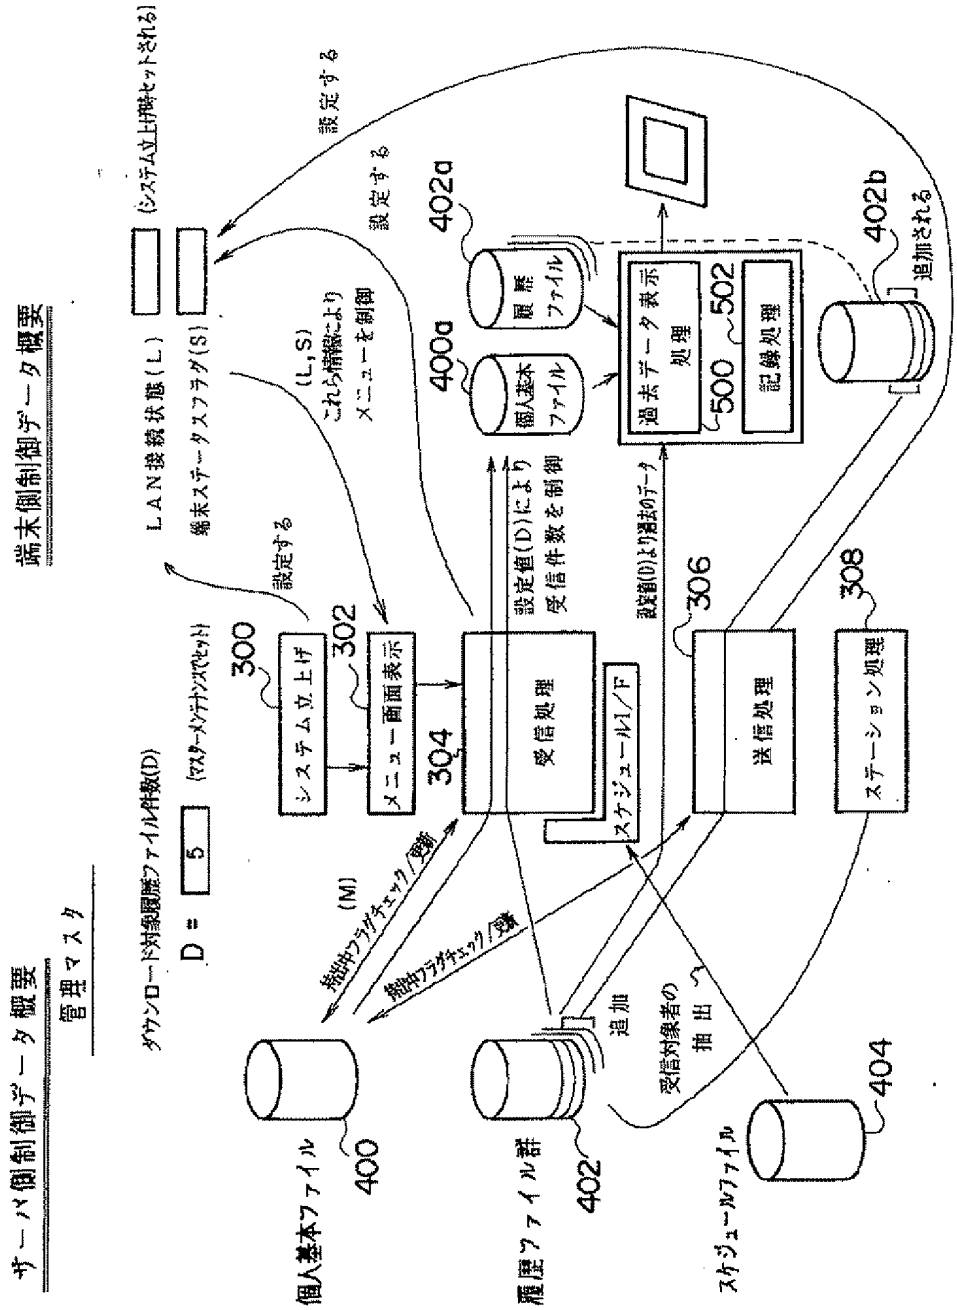 サーバ側制御データ概要
管理マスタ
ダウンロード対象履歴ファイル件数(D)
D =
5
(マスターメンテナンスでセット)
端末側制御データ概要
LAN接続状態(L)
(システム立上げ時セットされる)
端末ステータスフラグ(S)
設定する
設定する
設定する
300
システム立上げ
302
メニュー画面表示
(L,S)
これら情報により
メニューを制御
304
受信処理
スケジュールI/F
持出中フラグチェック/更新
(M)
持出中フラグチェック/更新
設定値(D)により
受信件数を制御
設定値(D)より過去のデータ
400a
個人基本
ファイル
402a
履歴
ファイル
過去データ表示
処理
500
502
記録処理
402b
追加される
306
送信処理
308
ステーション処理
個人基本ファイル
400
履歴ファイル群
402
追加
受信対象者の
抽出
スケジュールファイル
404